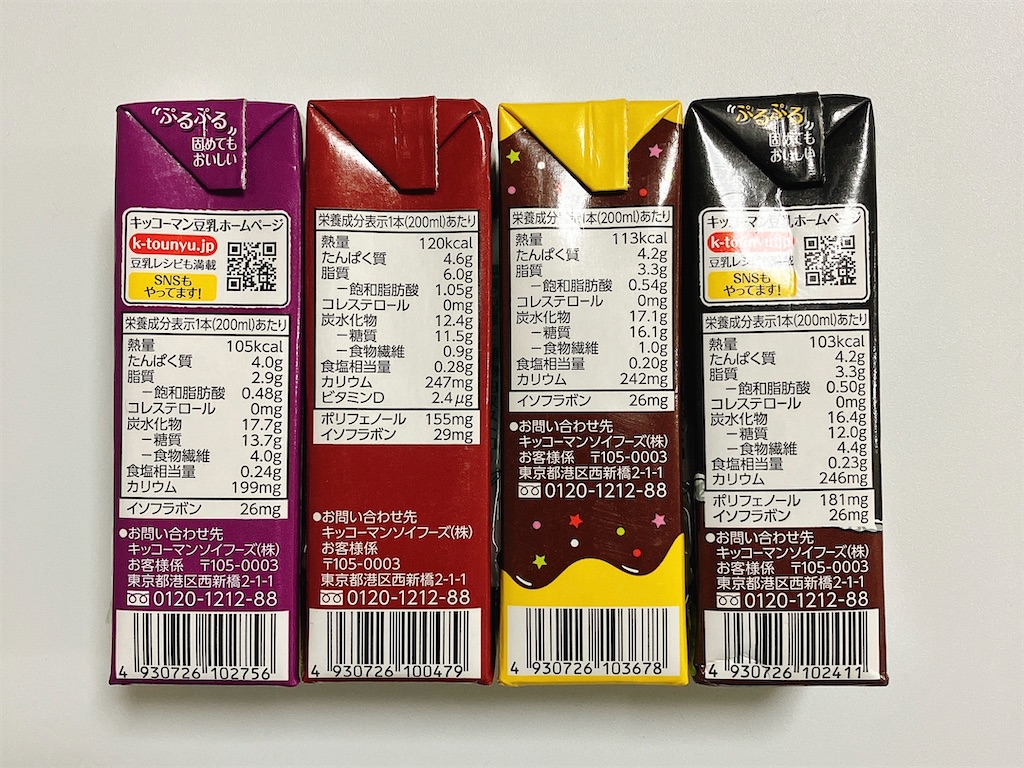 ぷるぷる
固めても
おいしい
キッコーマン豆乳ホームページ
k-tounyu.jp
豆乳レシピも満載
SNSも
やってます!
栄養成分表示1本(200ml)あたり
熱量 105kcal
たんぱく質 4.0g
脂質 2.9g
－飽和脂肪酸 0.48g
コレステロール 0mg
炭水化物 17.7g
－糖質 13.7g
－食物繊維 4.0g
食塩相当量 0.24g
カリウム 199mg
イソフラボン 26mg
●お問い合わせ先
キッコーマンソイフーズ(株)
お客様係 〒105-0003
東京都港区西新橋2-1-1
0120-1212-88
4 930726 102756
栄養成分表示1本(200ml)あたり
熱量 120kcal
たんぱく質 4.6g
脂質 6.0g
－飽和脂肪酸 1.05g
コレステロール 0mg
炭水化物 12.4g
－糖質 11.5g
－食物繊維 0.9g
食塩相当量 0.28g
カリウム 247mg
ビタミンD 2.4μg
ポリフェノール 155mg
イソフラボン 29mg
●お問い合わせ先
キッコーマンソイフーズ(株)
お客様係
〒105-0003
東京都港区西新橋2-1-1
0120-1212-88
4 930726 100479
栄養成分表示1本(200ml)あたり
熱量 113kcal
たんぱく質 4.2g
脂質 3.3g
－飽和脂肪酸 0.54g
コレステロール 0mg
炭水化物 17.1g
－糖質 16.1g
－食物繊維 1.0g
食塩相当量 0.20g
カリウム 242mg
イソフラボン 26mg
●お問い合わせ先
キッコーマンソイフーズ(株)
お客様係 〒105-0003
東京都港区西新橋2-1-1
0120-1212-88
4 930726 103678
ぷるぷる
固めても
おいしい
キッコーマン豆乳ホームページ
k-tounyu.jp
豆乳レシピも満載
SNSも
やってます!
栄養成分表示1本(200ml)あたり
熱量 103kcal
たんぱく質 4.2g
脂質 3.3g
－飽和脂肪酸 0.50g
コレステロール 0mg
炭水化物 16.4g
－糖質 12.0g
－食物繊維 4.4g
食塩相当量 0.23g
カリウム 246mg
ポリフェノール 181mg
イソフラボン 26mg
●お問い合わせ先
キッコーマンソイフーズ(株)
お客様係 〒105-0003
東京都港区西新橋2-1-1
0120-1212-88
4 930726 102411